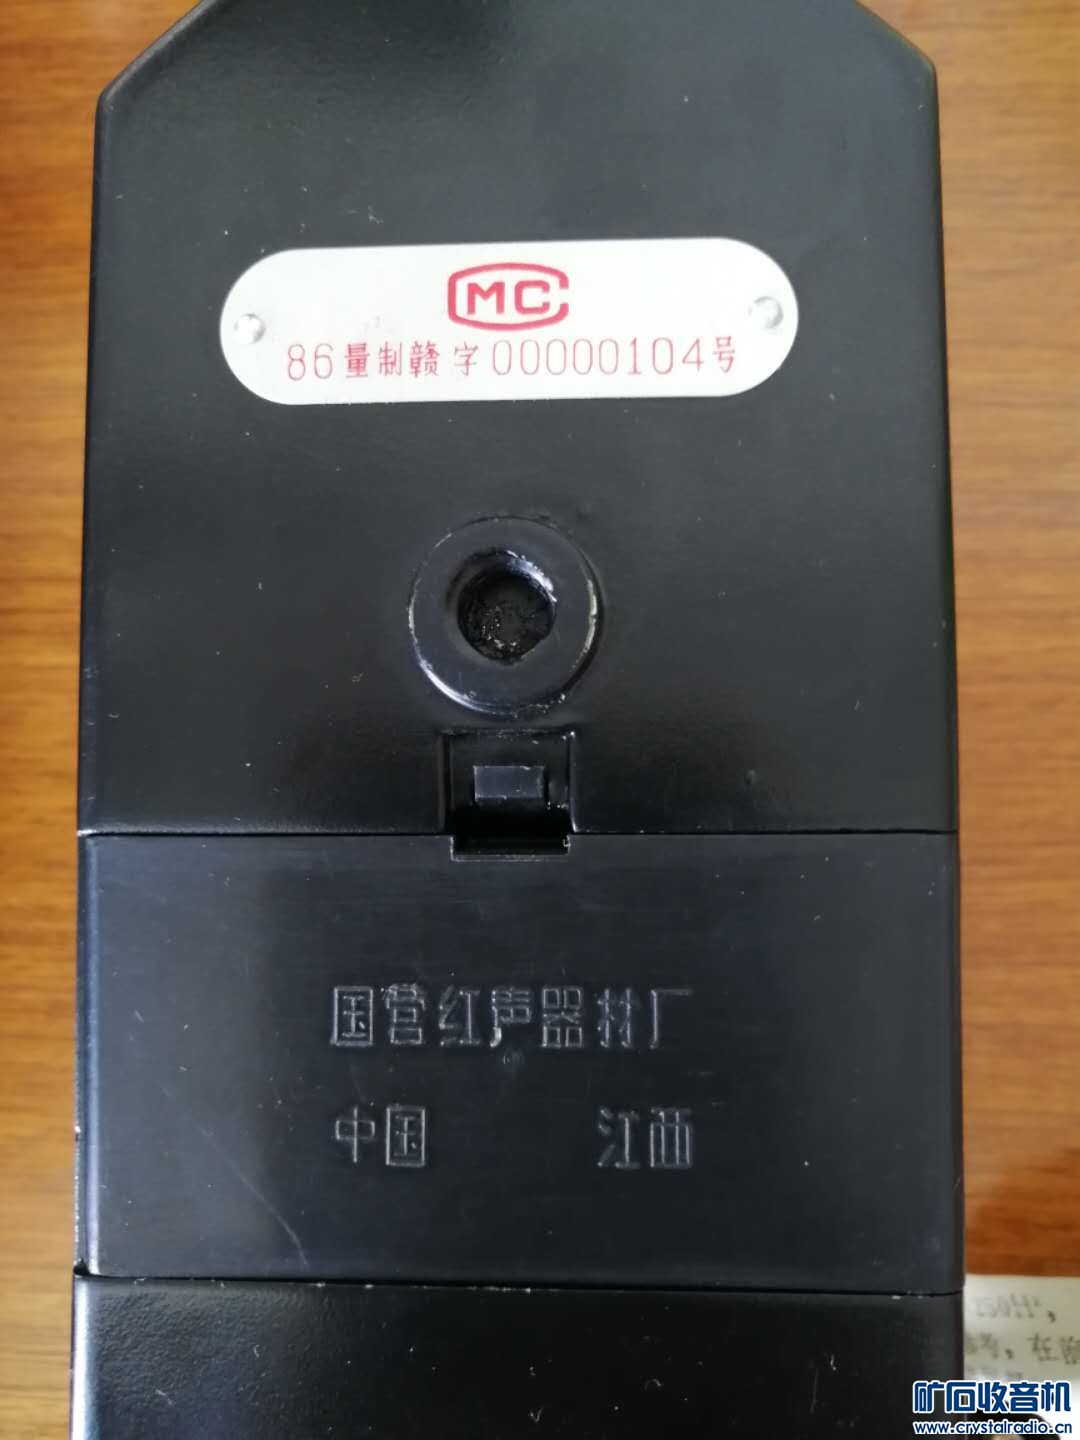 MC
86量制赣字00000104号
国营红声器材厂
中国 江西
在
矿石收音机
www.crystalradio.cn